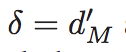 δ = d′_M